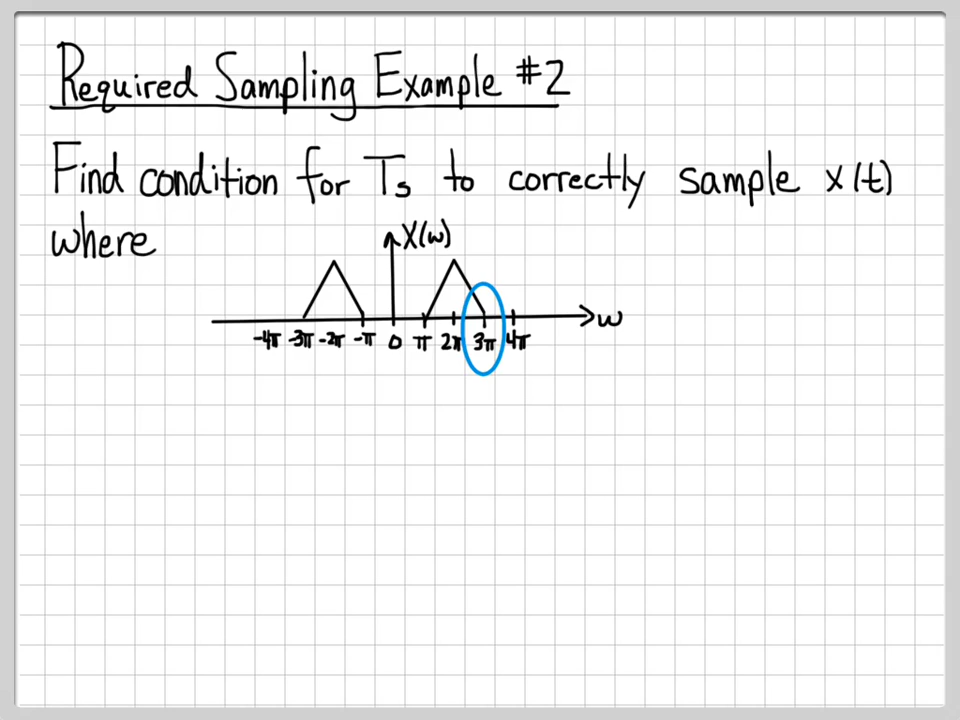 Required Sampling Example #2
Find condition for Ts to correctly sample x(t)
where
X(w)
w
-4π -3π -2π -π 0 π 2π 3π 4π